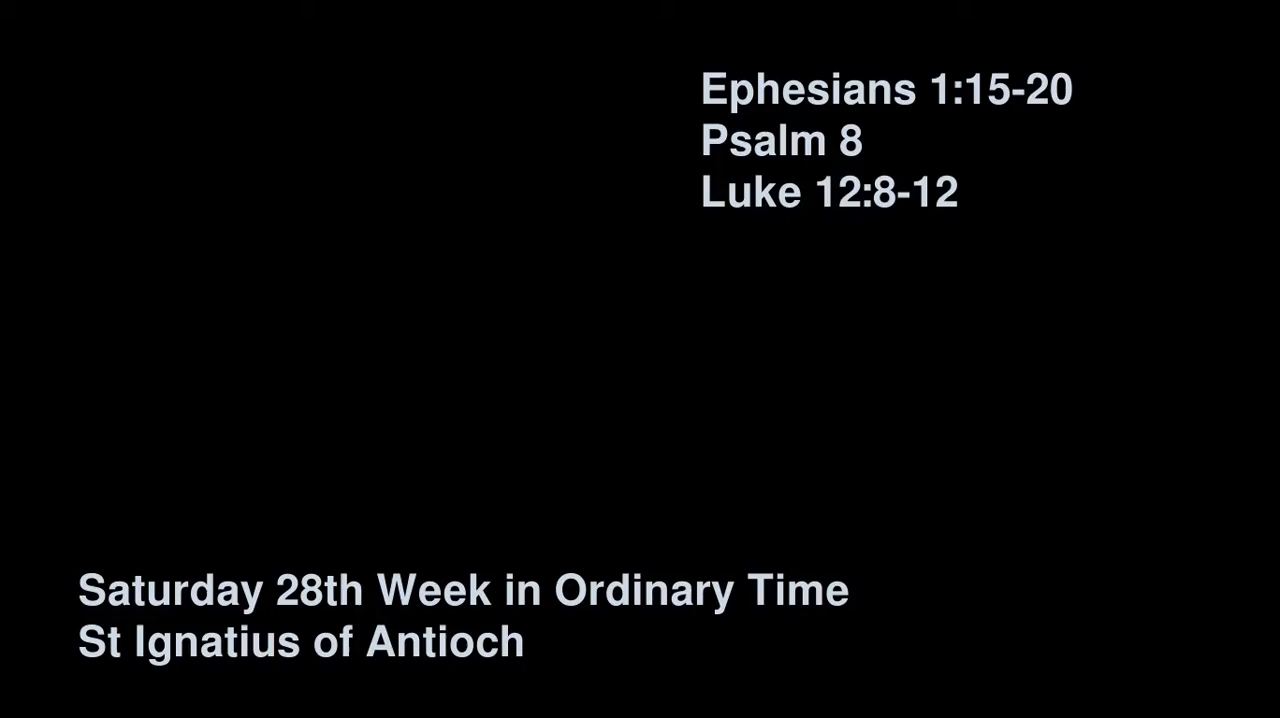 Ephesians 1:15-20
Psalm 8
Luke 12:8-12
Saturday 28th Week in Ordinary Time
St Ignatius of Antioch